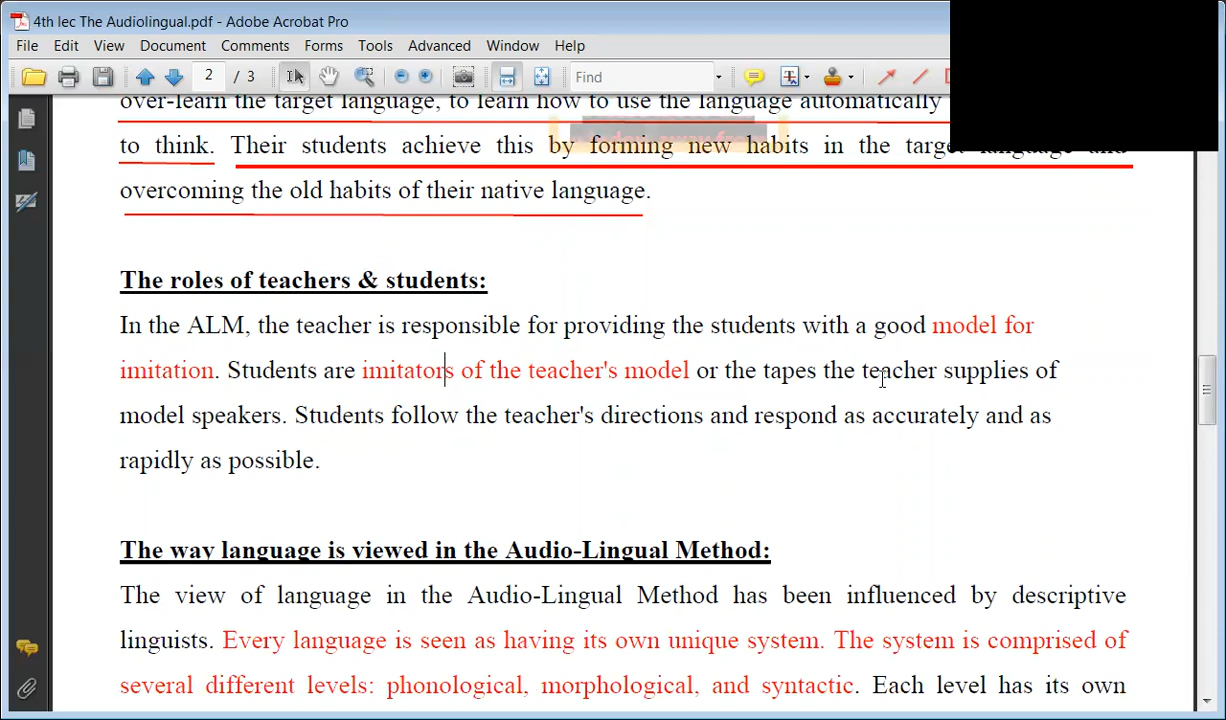 4th lec The Audiolingual.pdf - Adobe Acrobat Pro
File Edit View Document Comments Forms Tools Advanced Window Help
2 / 3 Find
over-learn the target language, to learn how to use the language automatically
to think. Their students achieve this by forming new habits in the target language and
overcoming the old habits of their native language.
The roles of teachers & students:
In the ALM, the teacher is responsible for providing the students with a good model for
imitation. Students are imitators of the teacher's model or the tapes the teacher supplies of
model speakers. Students follow the teacher's directions and respond as accurately and as
rapidly as possible.
The way language is viewed in the Audio-Lingual Method:
The view of language in the Audio-Lingual Method has been influenced by descriptive
linguists. Every language is seen as having its own unique system. The system is comprised of
several different levels: phonological, morphological, and syntactic. Each level has its own